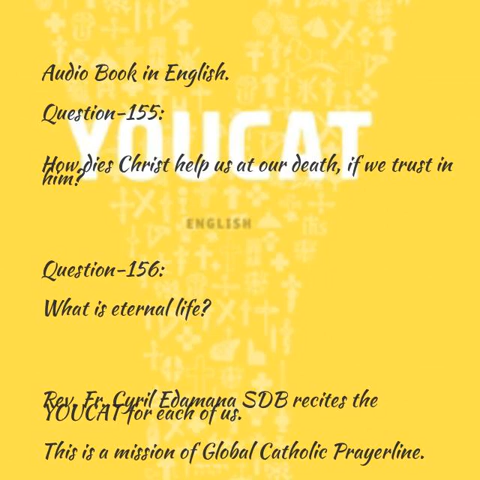 Audio Book in English.
Question-155:
YOUCAT
How dies Christ help us at our death, if we trust in
him?
ENGLISH
Question-156:
What is eternal life?
Rev. Fr. Cyril Edamana SDB recites the
YOUCAT for each of us.
This is a mission of Global Catholic Prayerline.